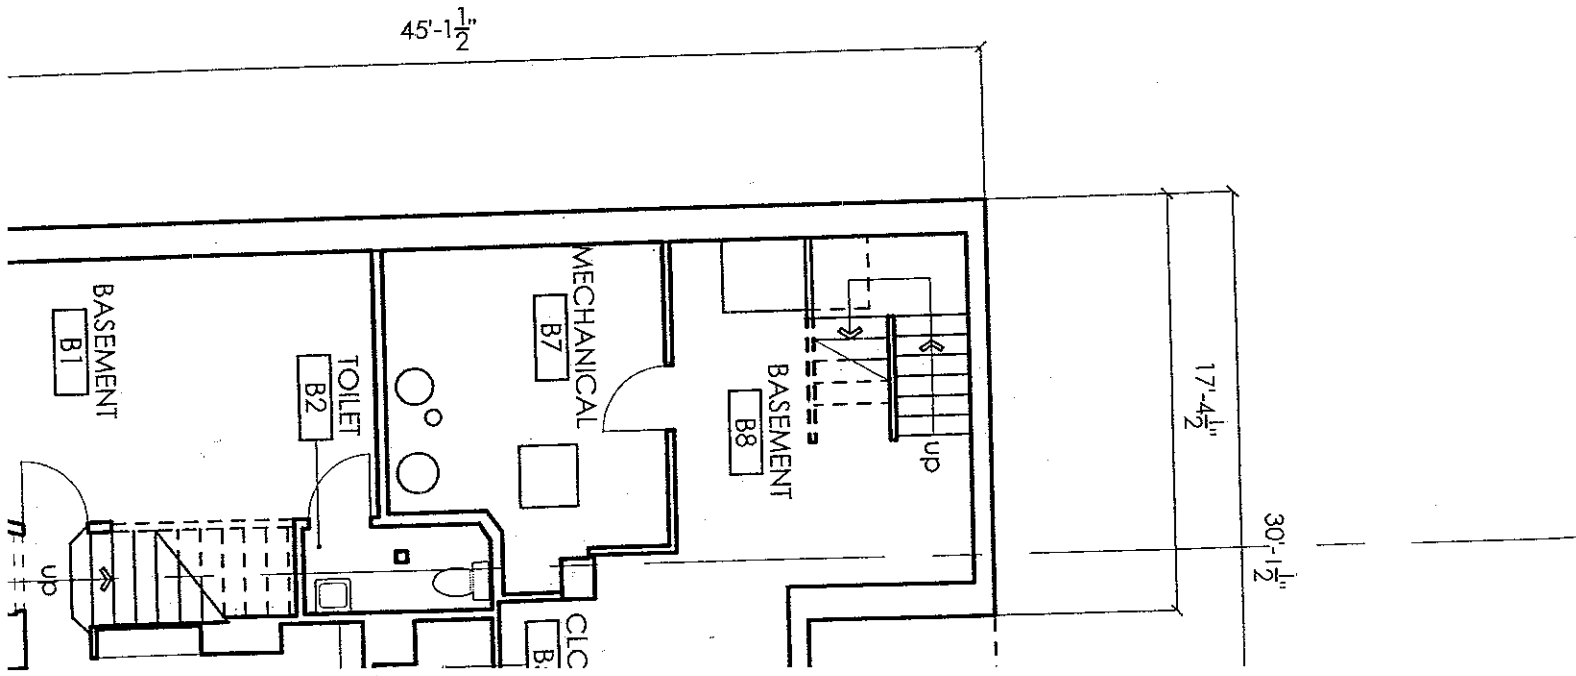 45'-1 1/2"
MECHANICAL
B7
BASEMENT
B1
TOILET
B2
BASEMENT
B8
up
17'-4 1/2"
30'-1 1/2"
up
CLO
B